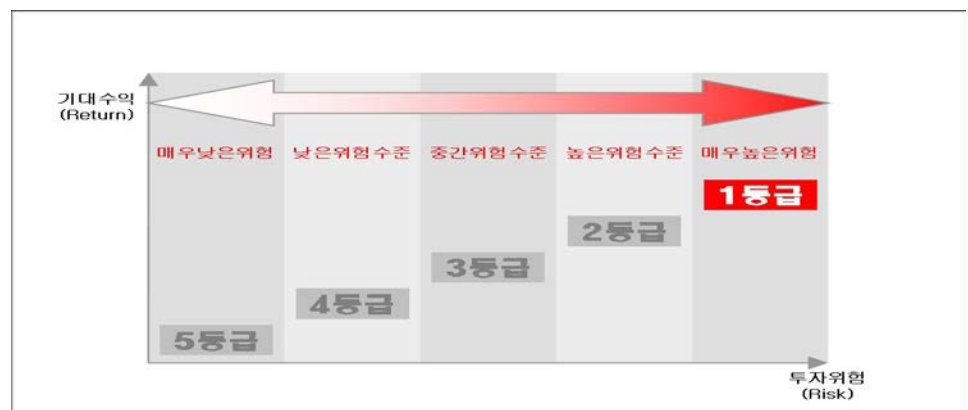 기대수익
(Return)
매우낮은위험 낮은위험수준 중간위험수준 높은위험수준 매우높은위험
1등급
2등급
3등급
4등급
5등급
투자위험
(Risk)